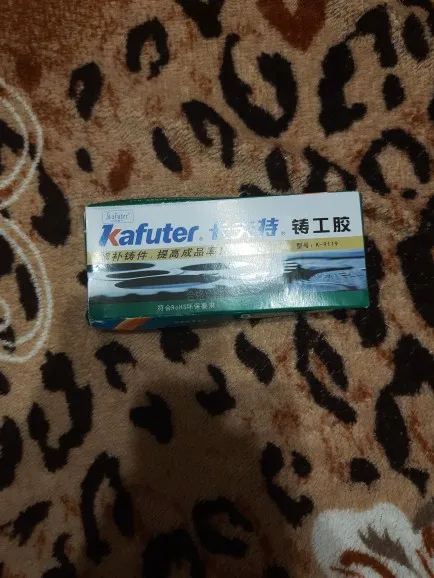 Kafuter
Kafuter® 卡夫特® 铸工胶
补铸件,提高成品率
型号:K-9119
符合RoHS环保要求